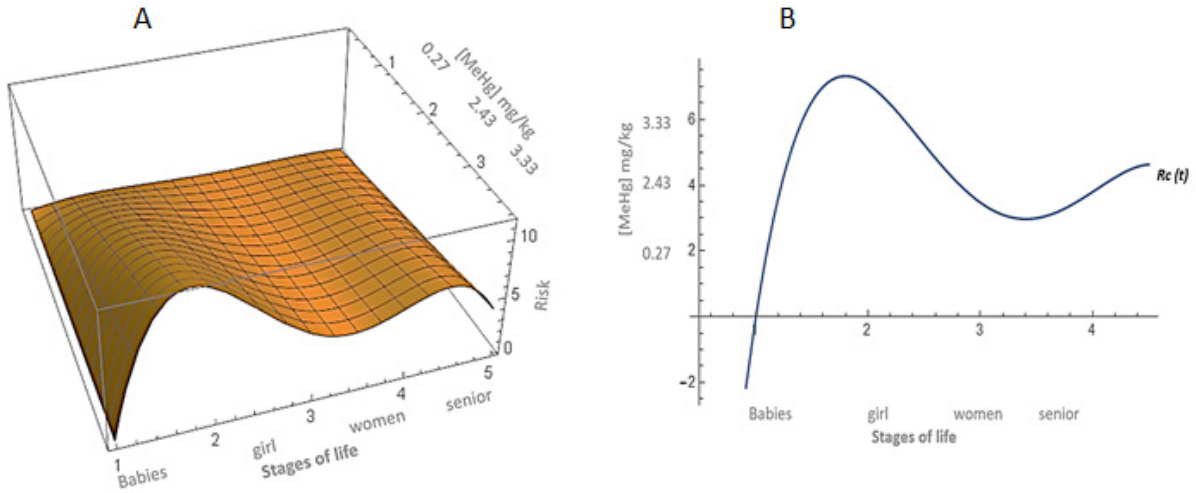 A
1
2
3
0.27
2.43
3.33
[MeHg] mg/kg
10
5
0
Risk
1
2
3
4
5
Babies
girl
women
senior
Stages of life
B
6
4
2
−2
3.33
2.43
0.27
[MeHg] mg/kg
2
3
4
Rc (t)
Babies
girl
women
senior
Stages of life